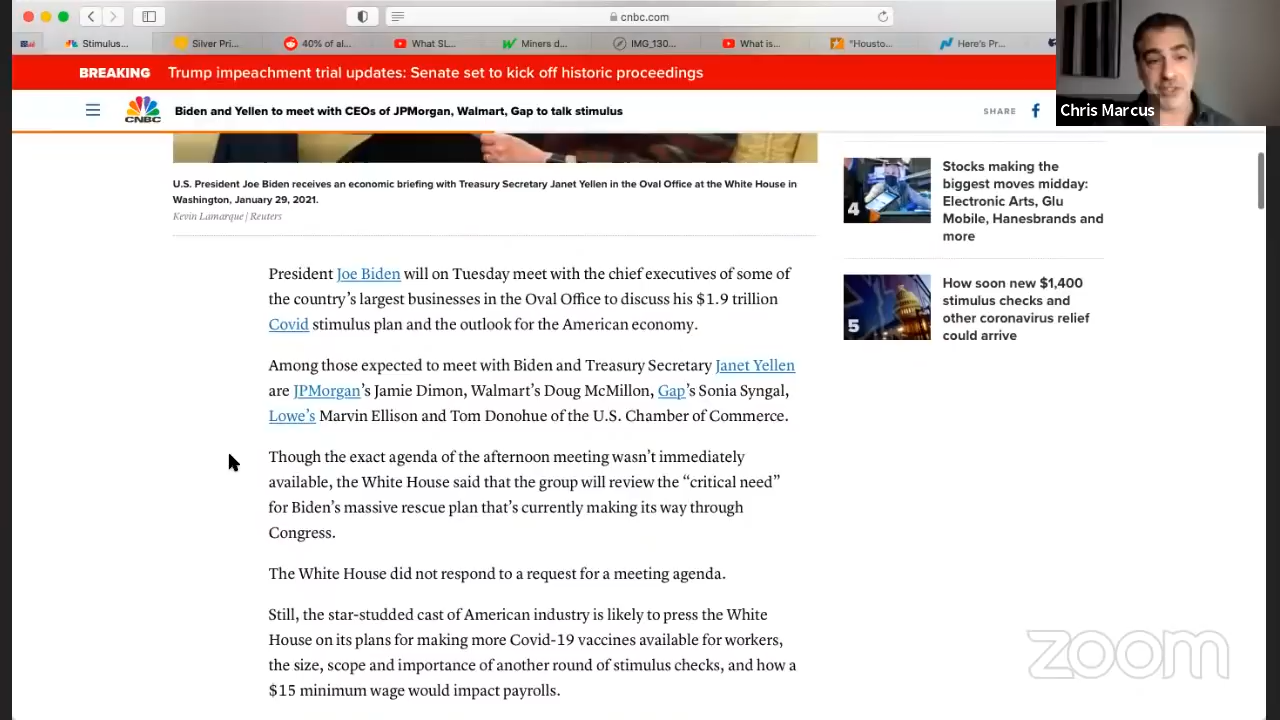 cnbc.com
Stimulus...
Silver Pri...
40% of al...
What SL...
Miners d...
IMG_130...
What is...
"Housto...
Here's Pr...
BREAKING Trump impeachment trial updates: Senate set to kick off historic proceedings
Chris Marcus
CNBC
Biden and Yellen to meet with CEOs of JPMorgan, Walmart, Gap to talk stimulus
SHARE
U.S. President Joe Biden receives an economic briefing with Treasury Secretary Janet Yellen in the Oval Office at the White House in
Washington, January 29, 2021.
Kevin Lamarque | Reuters
President Joe Biden will on Tuesday meet with the chief executives of some of
the country's largest businesses in the Oval Office to discuss his $1.9 trillion
Covid stimulus plan and the outlook for the American economy.
Among those expected to meet with Biden and Treasury Secretary Janet Yellen
are JPMorgan's Jamie Dimon, Walmart's Doug McMillon, Gap's Sonia Syngal,
Lowe's Marvin Ellison and Tom Donohue of the U.S. Chamber of Commerce.
Though the exact agenda of the afternoon meeting wasn't immediately
available, the White House said that the group will review the “critical need”
for Biden's massive rescue plan that's currently making its way through
Congress.
The White House did not respond to a request for a meeting agenda.
Still, the star-studded cast of American industry is likely to press the White
House on its plans for making more Covid-19 vaccines available for workers,
the size, scope and importance of another round of stimulus checks, and how a
$15 minimum wage would impact payrolls.
4
Stocks making the
biggest moves midday:
Electronic Arts, Glu
Mobile, Hanesbrands and
more
5
How soon new $1,400
stimulus checks and
other coronavirus relief
could arrive
zoom